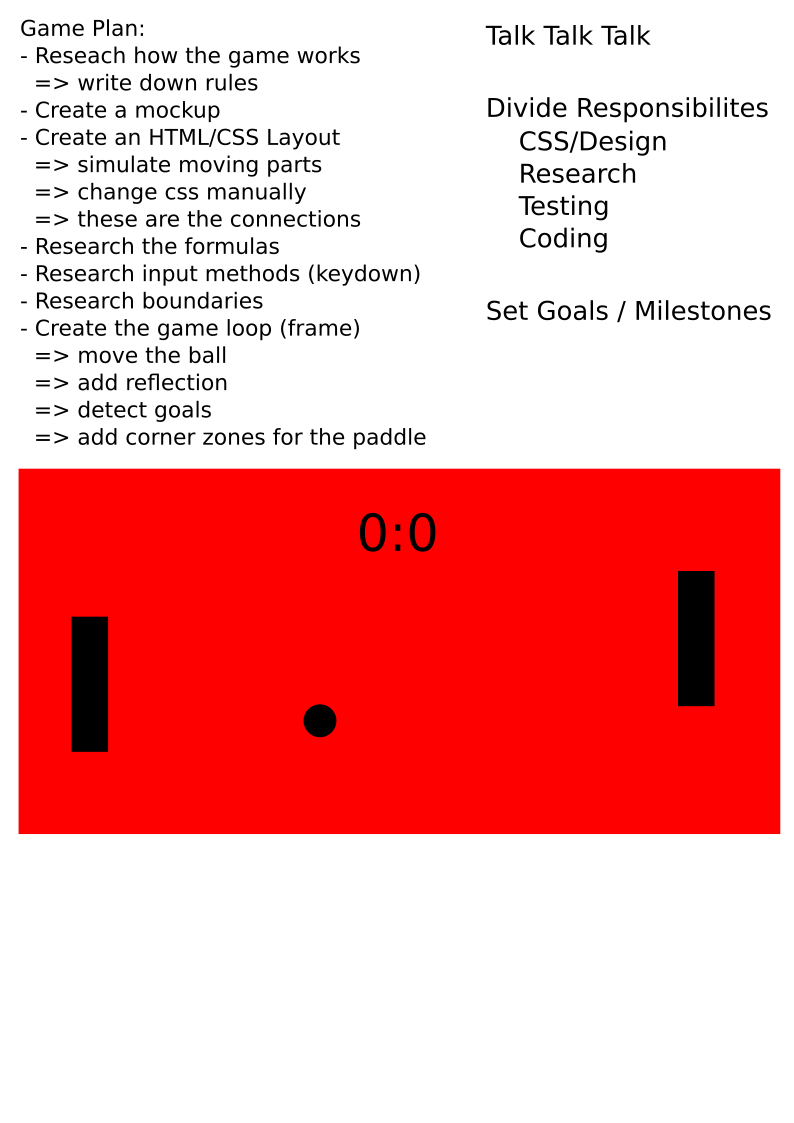 Game Plan:
- Reseach how the game works
=> write down rules
- Create a mockup
- Create an HTML/CSS Layout
=> simulate moving parts
=> change css manually
=> these are the connections
- Research the formulas
- Research input methods (keydown)
- Research boundaries
- Create the game loop (frame)
=> move the ball
=> add reflection
=> detect goals
=> add corner zones for the paddle
Talk Talk Talk
Divide Responsibilites
CSS/Design
Research
Testing
Coding
Set Goals / Milestones
0:0